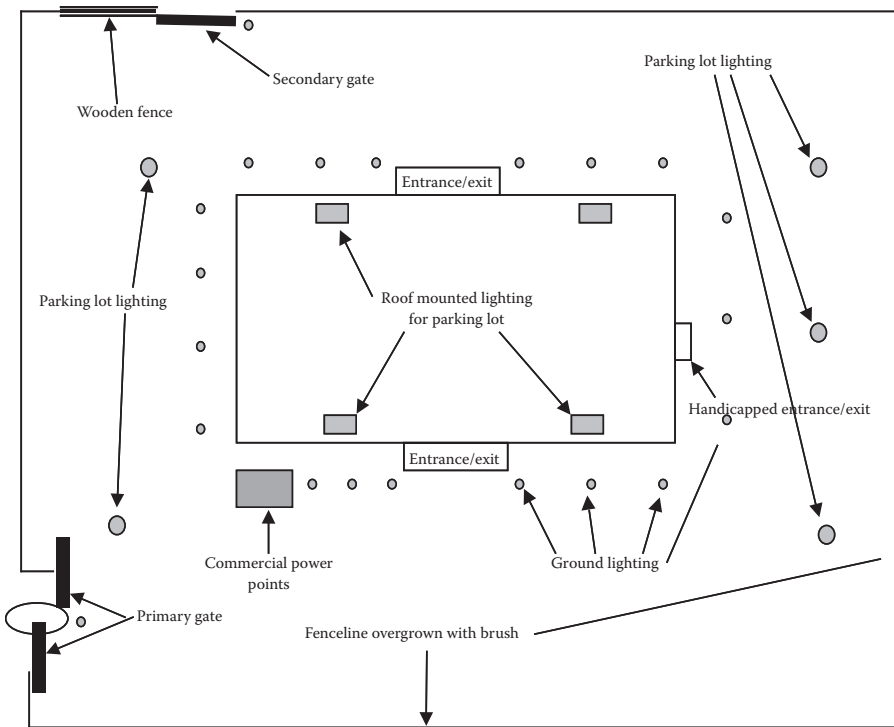 Parking lot lighting
Secondary gate
Wooden fence
Entrance/exit
Parking lot lighting
Roof mounted lighting
for parking lot
Handicapped entrance/exit
Entrance/exit
Commercial power
points
Ground lighting
Primary gate
Fenceline overgrown with brush